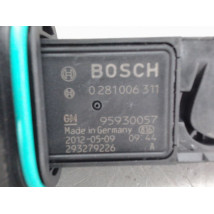 BOSCH
0 281 006 311
GM 95930057
Made in Germany
2012-05-09 09 44
293279226 A